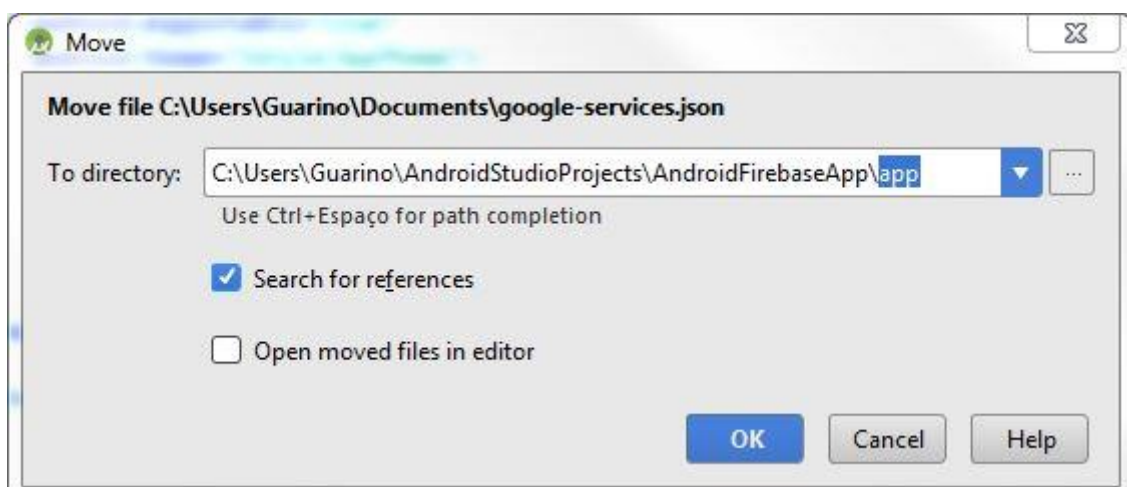 Move
Move file C:\Users\Guarino\Documents\google-services.json
To directory: C:\Users\Guarino\AndroidStudioProjects\AndroidFirebaseApp\app ...
Use Ctrl+Espaço for path completion
Search for references
Open moved files in editor
OK Cancel Help